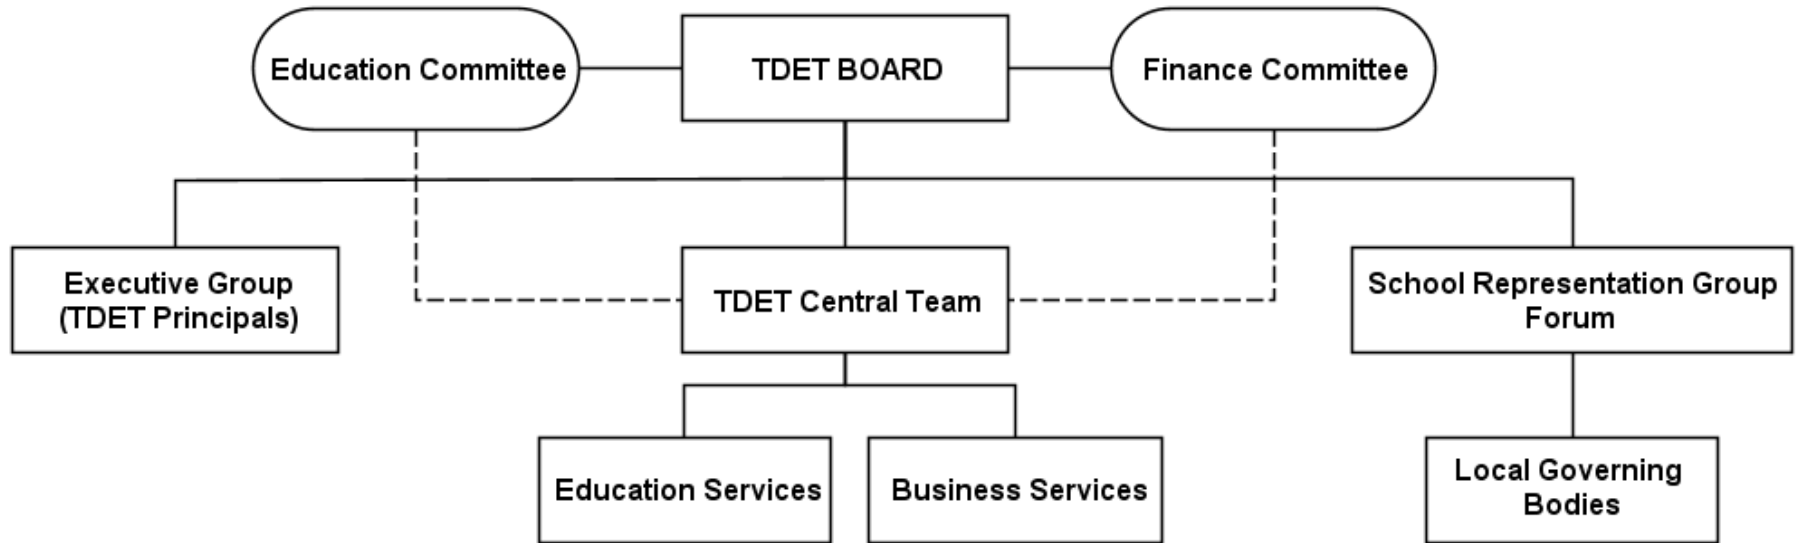 Education Committee
TDET BOARD
Finance Committee
Executive Group
(TDET Principals)
TDET Central Team
School Representation Group
Forum
Education Services
Business Services
Local Governing
Bodies